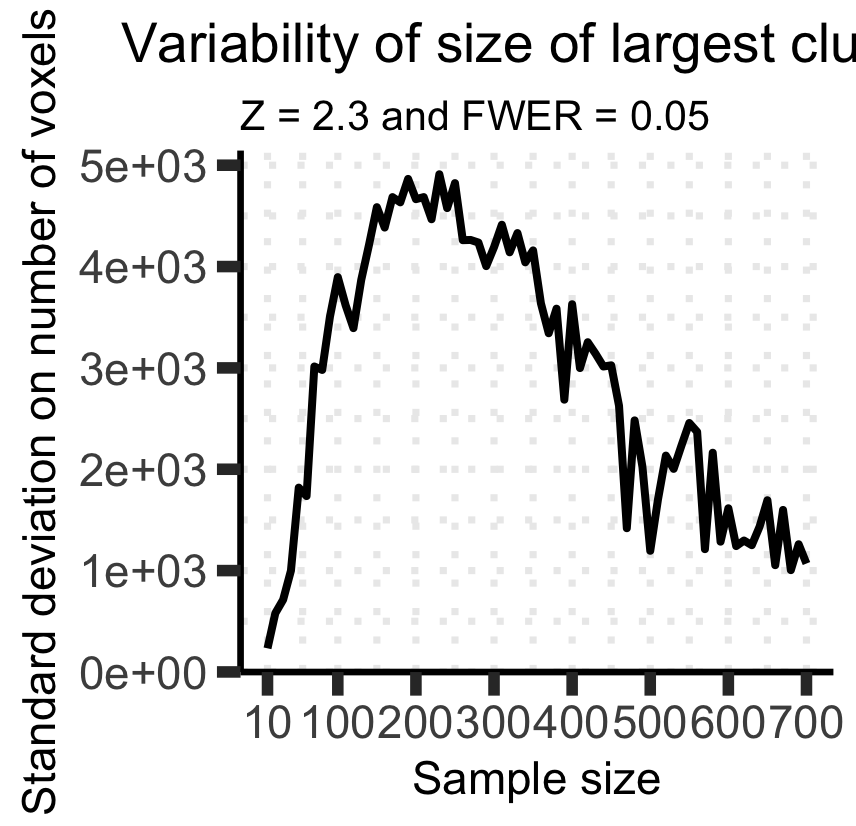 Variability of size of largest clu
Z = 2.3 and FWER = 0.05
Standard deviation on number of voxels
5e+03
4e+03
3e+03
2e+03
1e+03
0e+00
10 100 200 300 400 500 600 700
Sample size